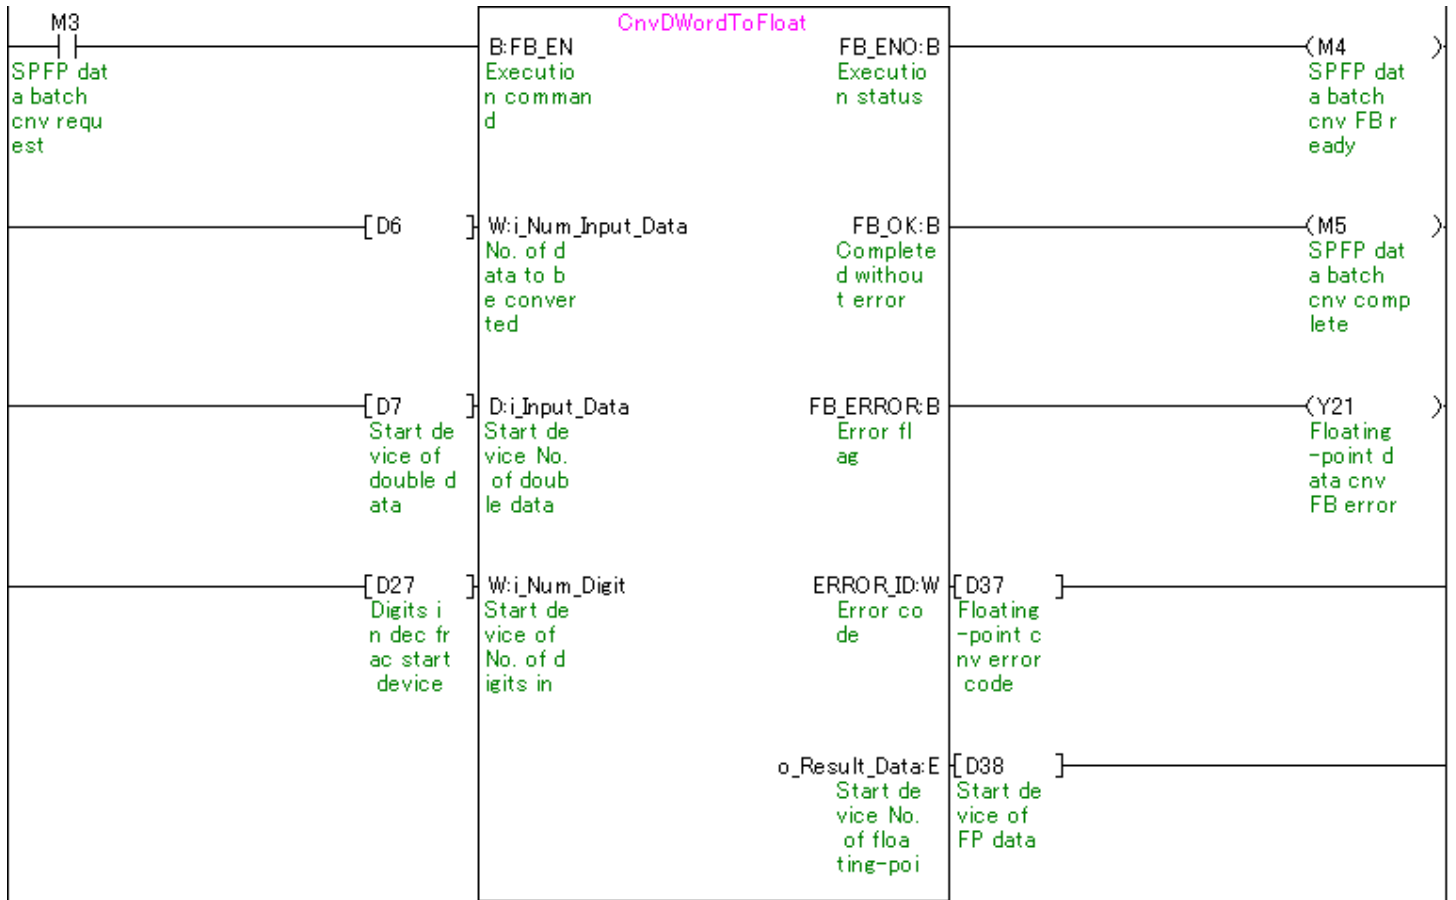 CnvDWordToFloat
M3
B:FB_EN
FB_ENO:B
(M4 )
SPFP dat
a batch
cnv requ
est
Executio
n comman
d
Executio
n status
SPFP dat
a batch
cnv FB r
eady
[D6 ]
W:i_Num_Input_Data
FB_OK:B
(M5 )
No. of d
ata to b
e conver
ted
Complete
d withou
t error
SPFP dat
a batch
cnv comp
lete
[D7 ]
D:i_Input_Data
FB_ERROR:B
(Y21 )
Start de
vice of
double d
ata
Start de
vice No.
of doub
le data
Error fl
ag
Floating
-point d
ata cnv
FB error
[D27 ]
W:i_Num_Digit
ERROR_ID:W
[D37 ]
Digits i
n dec fr
ac start
device
Start de
vice of
No. of d
igits in
Error co
de
Floating
-point c
nv error
code
o_Result_Data:E
[D38 ]
Start de
vice No.
of floa
ting-poi
Start de
vice of
FP data